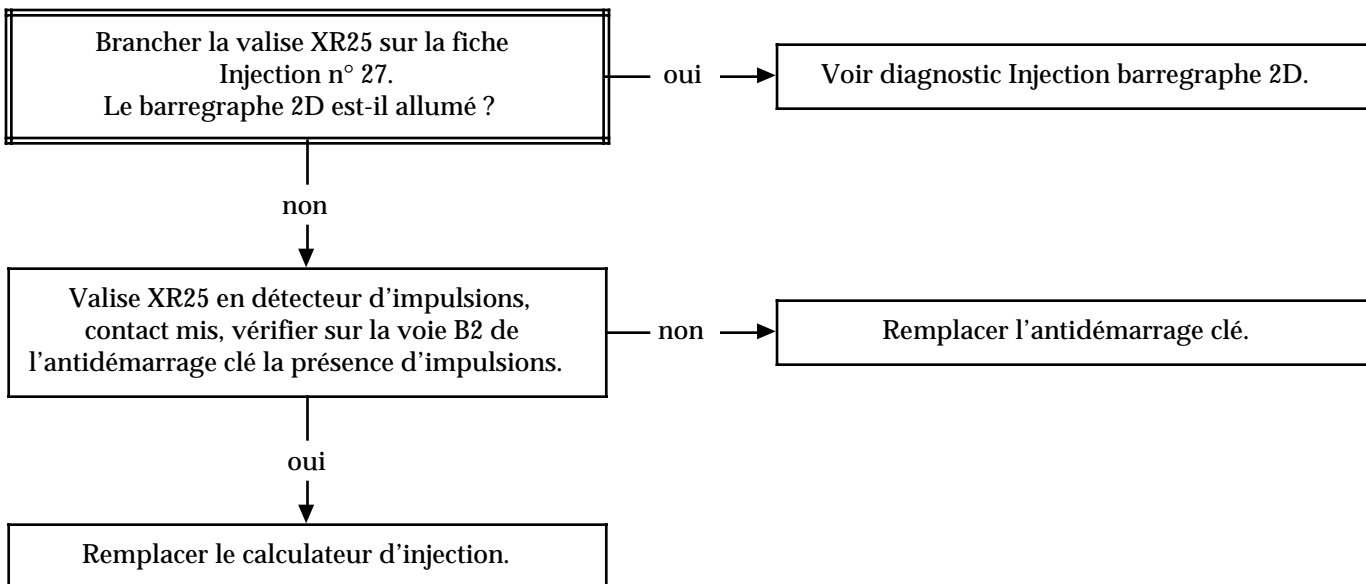 Brancher la valise XR25 sur la fiche
Injection n° 27.
Le barregraphe 2D est-il allumé ?
oui
Voir diagnostic Injection barregraphe 2D.
non
Valise XR25 en détecteur d’impulsions,
contact mis, vérifier sur la voie B2 de
l’antidémarrage clé la présence d’impulsions.
non
Remplacer l’antidémarrage clé.
oui
Remplacer le calculateur d’injection.